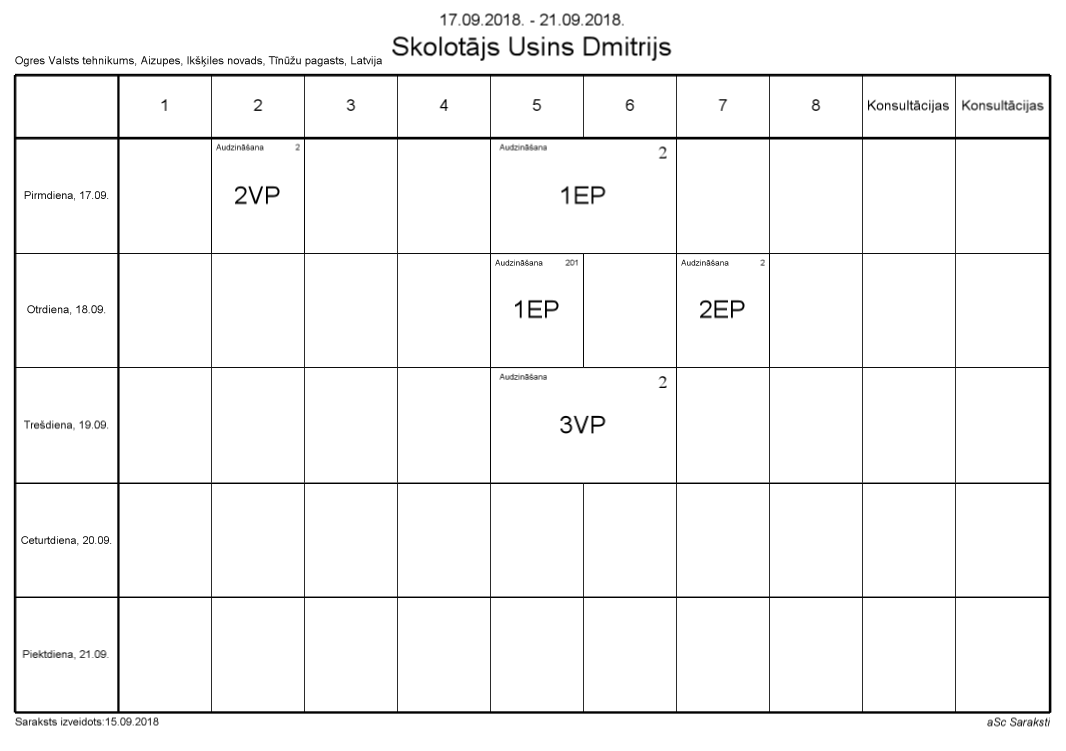 17.09.2018. - 21.09.2018.
Skolotājs Usins Dmitrijs
Ogres Valsts tehnikums, Aizupes, Ikšķiles novads, Tīnūžu pagasts, Latvija
1 2 3 4 5 6 7 8 Konsultācijas Konsultācijas
Audzināšana 2 Audzināšana 2
Pirmdiena, 17.09. 2VP 1EP
Audzināšana 201 Audzināšana 2
Otrdiena, 18.09. 1EP 2EP
Audzināšana 2
Trešdiena, 19.09. 3VP
Ceturtdiena, 20.09.
Piektdiena, 21.09.
Saraksts izveidots:15.09.2018 aSc Saraksti